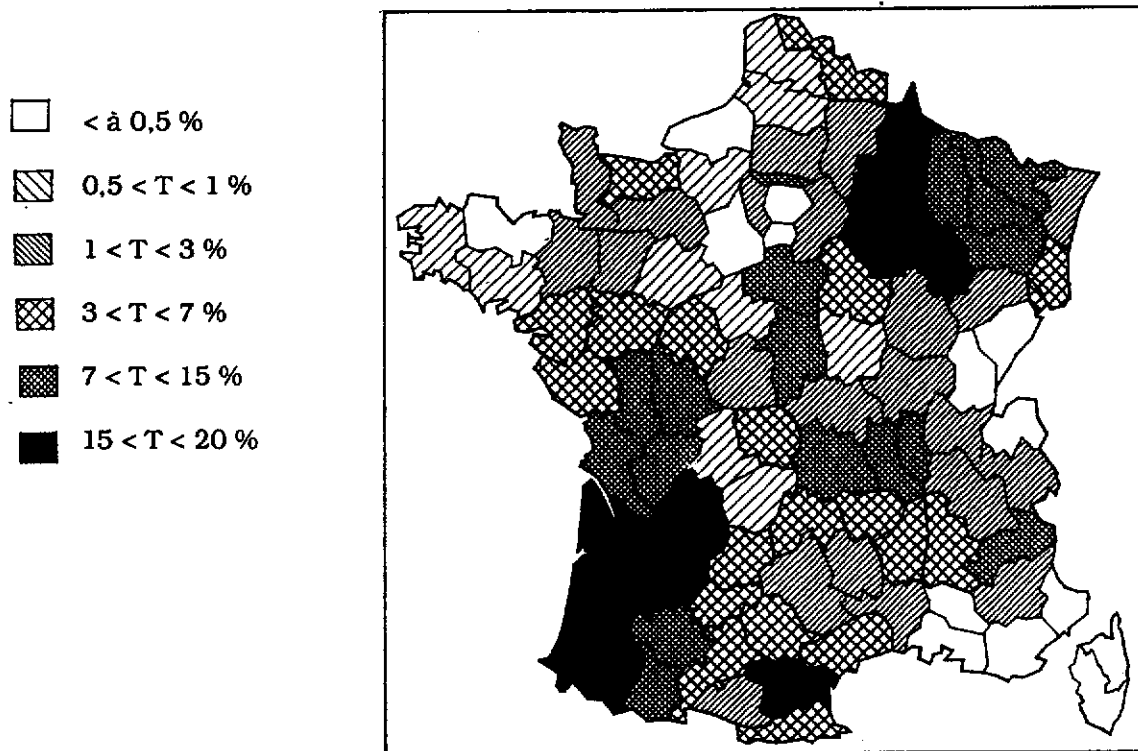 < à 0,5 %
0,5 < T < 1 %
1 < T < 3 %
3 < T < 7 %
7 < T < 15 %
15 < T < 20 %